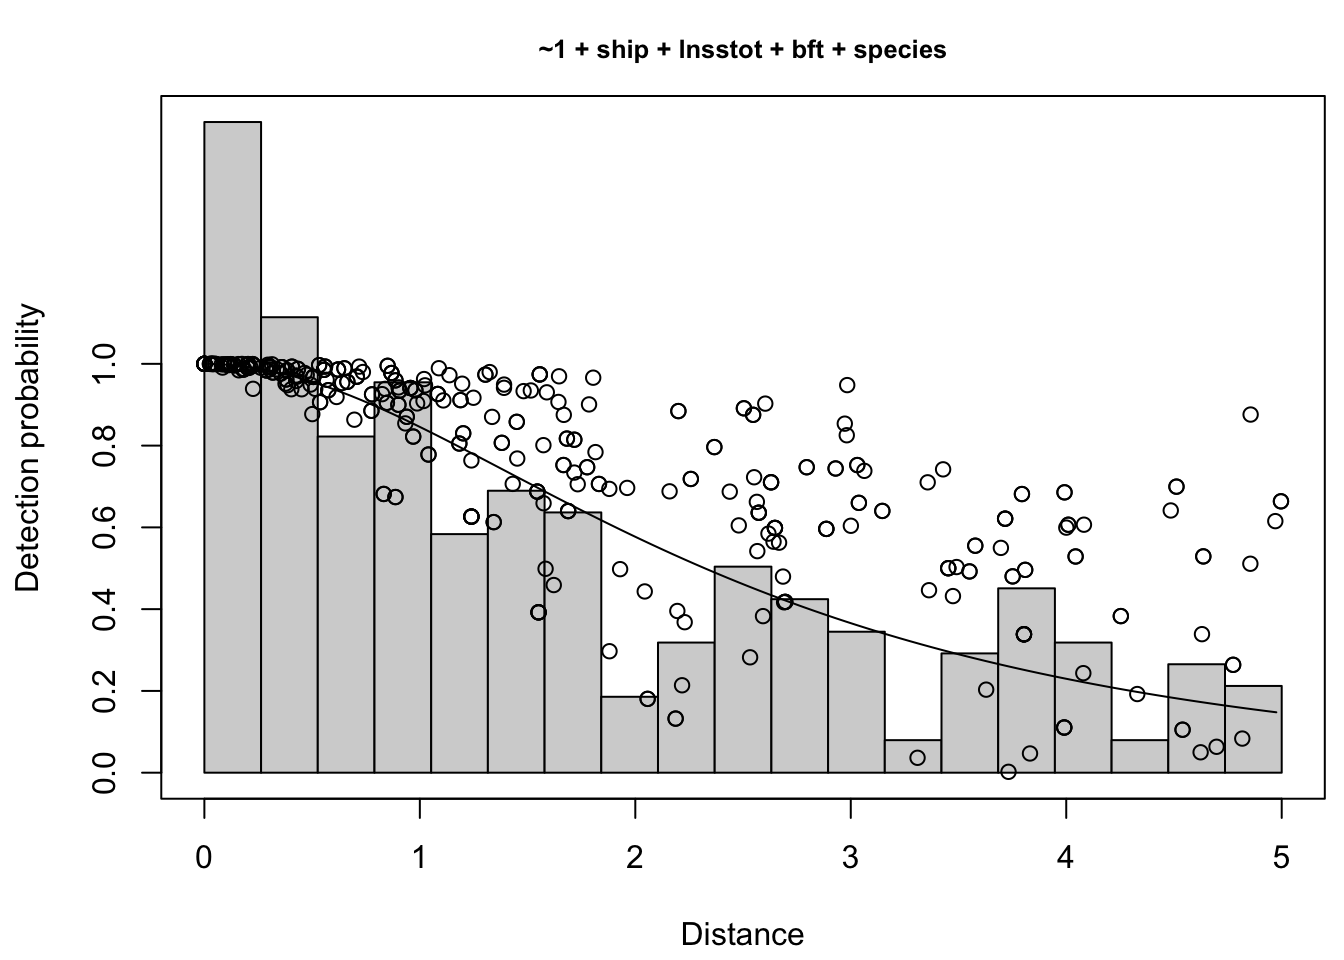 ~1 + ship + lnsstot + bft + species
Detection probability
1.0
0.8
0.6
0.4
0.2
0.0
0 1 2 3 4 5
Distance